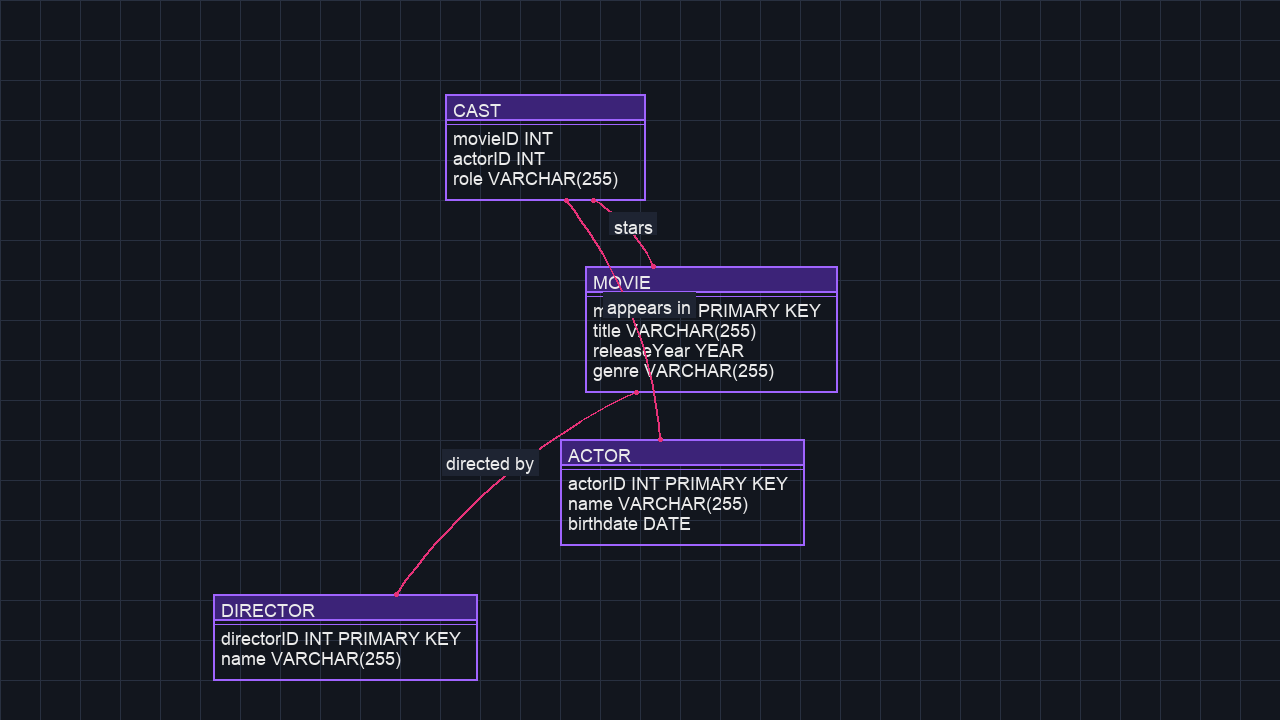 CAST
movieID INT
actorID INT
role VARCHAR(255)
stars
MOVIE
appears in
PRIMARY KEY
title VARCHAR(255)
releaseYear YEAR
genre VARCHAR(255)
directed by
ACTOR
actorID INT PRIMARY KEY
name VARCHAR(255)
birthdate DATE
DIRECTOR
directorID INT PRIMARY KEY
name VARCHAR(255)